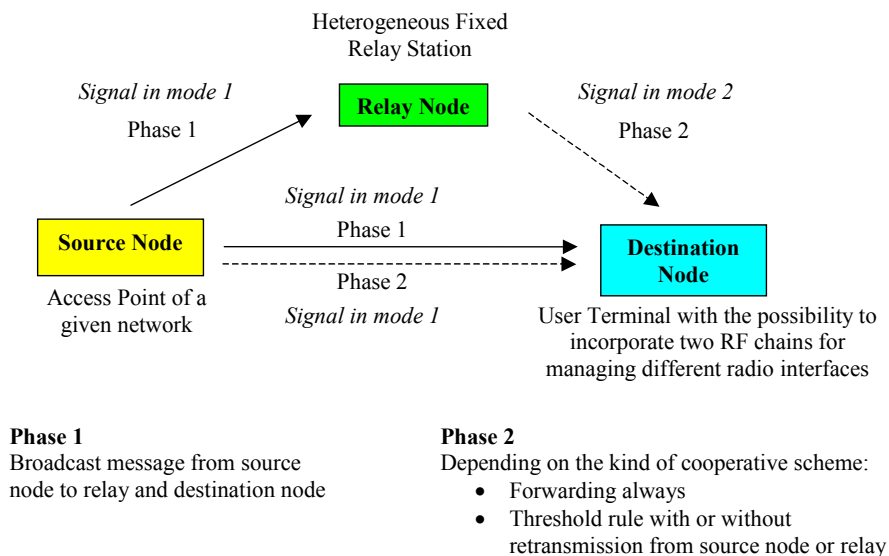 Heterogeneous Fixed
Relay Station
Signal in mode 1
Phase 1
Relay Node
Signal in mode 2
Phase 2
Signal in mode 1
Phase 1
Source Node
Destination
Node
Phase 2
Signal in mode 1
Access Point of a
given network
User Terminal with the possibility to
incorporate two RF chains for
managing different radio interfaces
Phase 1
Broadcast message from source
node to relay and destination node
Phase 2
Depending on the kind of cooperative scheme:
• Forwarding always
• Threshold rule with or without
retransmission from source node or relay